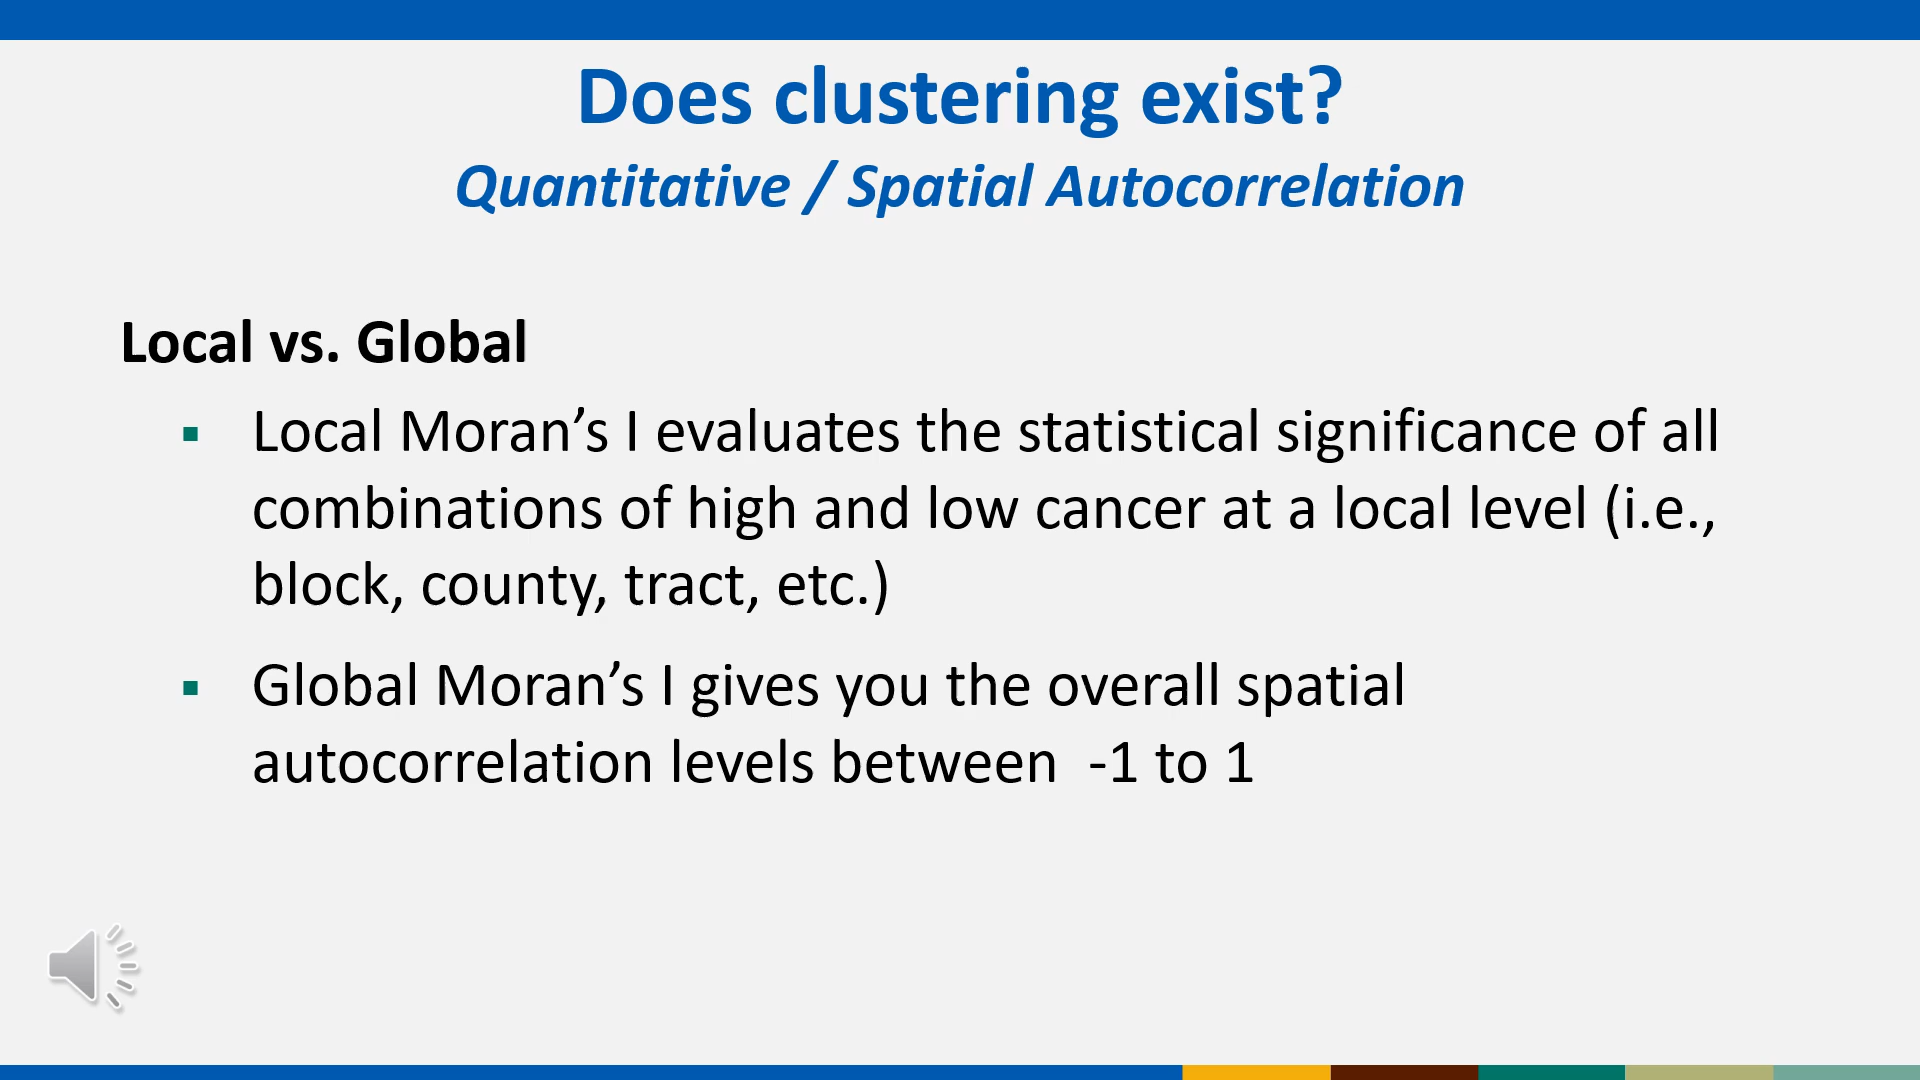 Does clustering exist?
Quantitative / Spatial Autocorrelation
Local vs. Global
▪ Local Moran’s I evaluates the statistical significance of all
combinations of high and low cancer at a local level (i.e.,
block, county, tract, etc.)
▪ Global Moran’s I gives you the overall spatial
autocorrelation levels between  -1 to 1